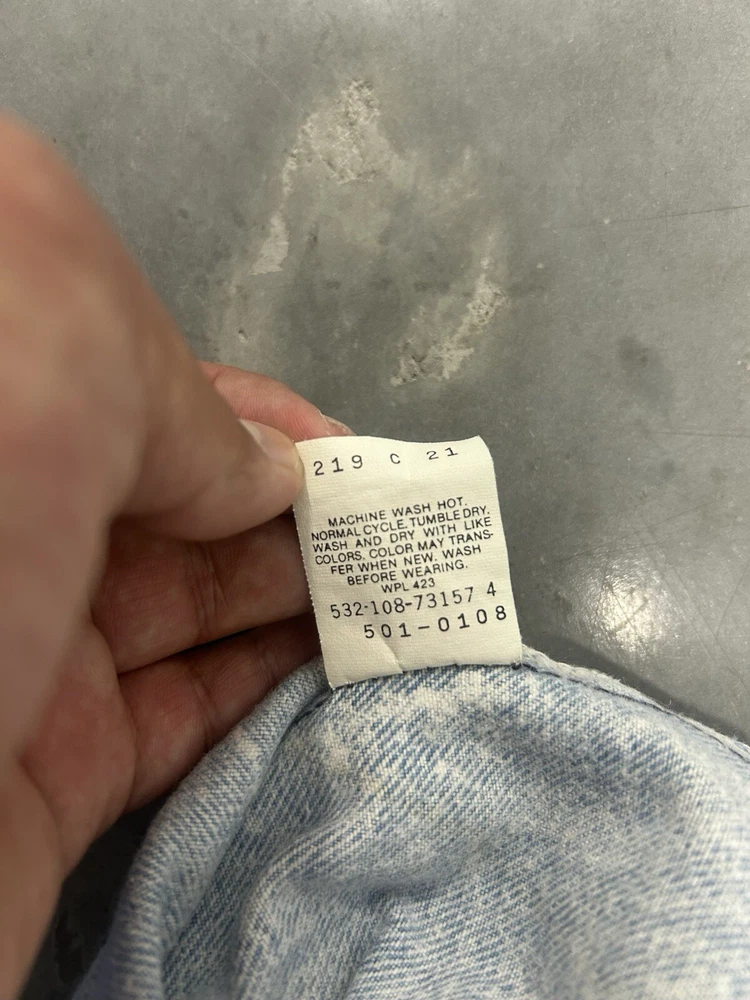 219 C 21
MACHINE WASH HOT.
NORMAL CYCLE. TUMBLE DRY.
WASH AND DRY WITH LIKE
COLORS. COLOR MAY TRANS-
FER WHEN NEW. WASH
BEFORE WEARING.
WPL 423
532-108-73157 4
501-0108